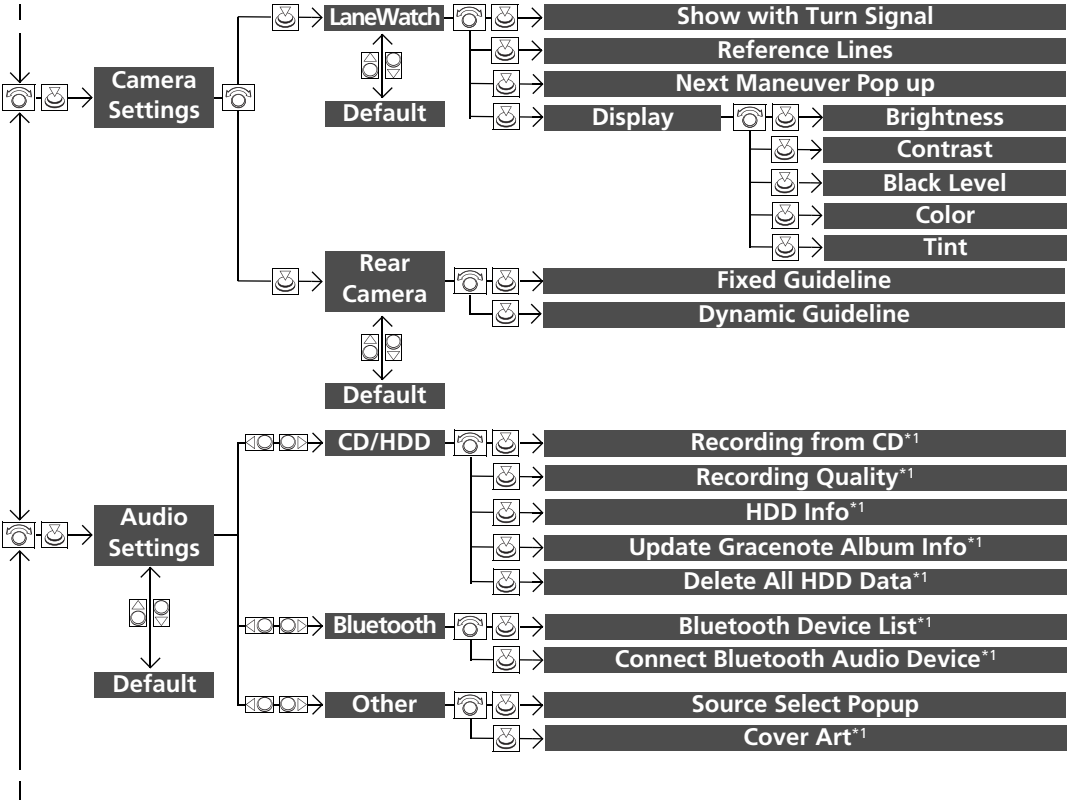 LaneWatch
Show with Turn Signal
Reference Lines
Camera
Settings
Next Maneuver Pop up
Default
Display
Brightness
Contrast
Black Level
Color
Tint
Rear
Camera
Fixed Guideline
Dynamic Guideline
Default
CD/HDD
Recording from CD*1
Recording Quality*1
HDD Info*1
Audio
Settings
Update Gracenote Album Info*1
Delete All HDD Data*1
Bluetooth
Bluetooth Device List*1
Connect Bluetooth Audio Device*1
Default
Other
Source Select Popup
Cover Art*1